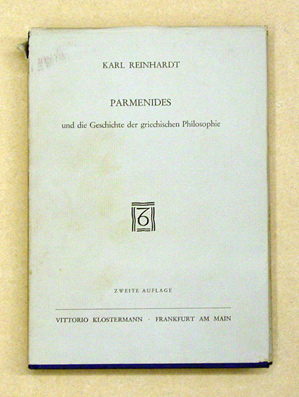 KARL REINHARDT
PARMENIDES
und die Geschichte der griechischen Philosophie
ZWEITE AUFLAGE
VITTORIO KLOSTERMANN · FRANKFURT AM MAIN